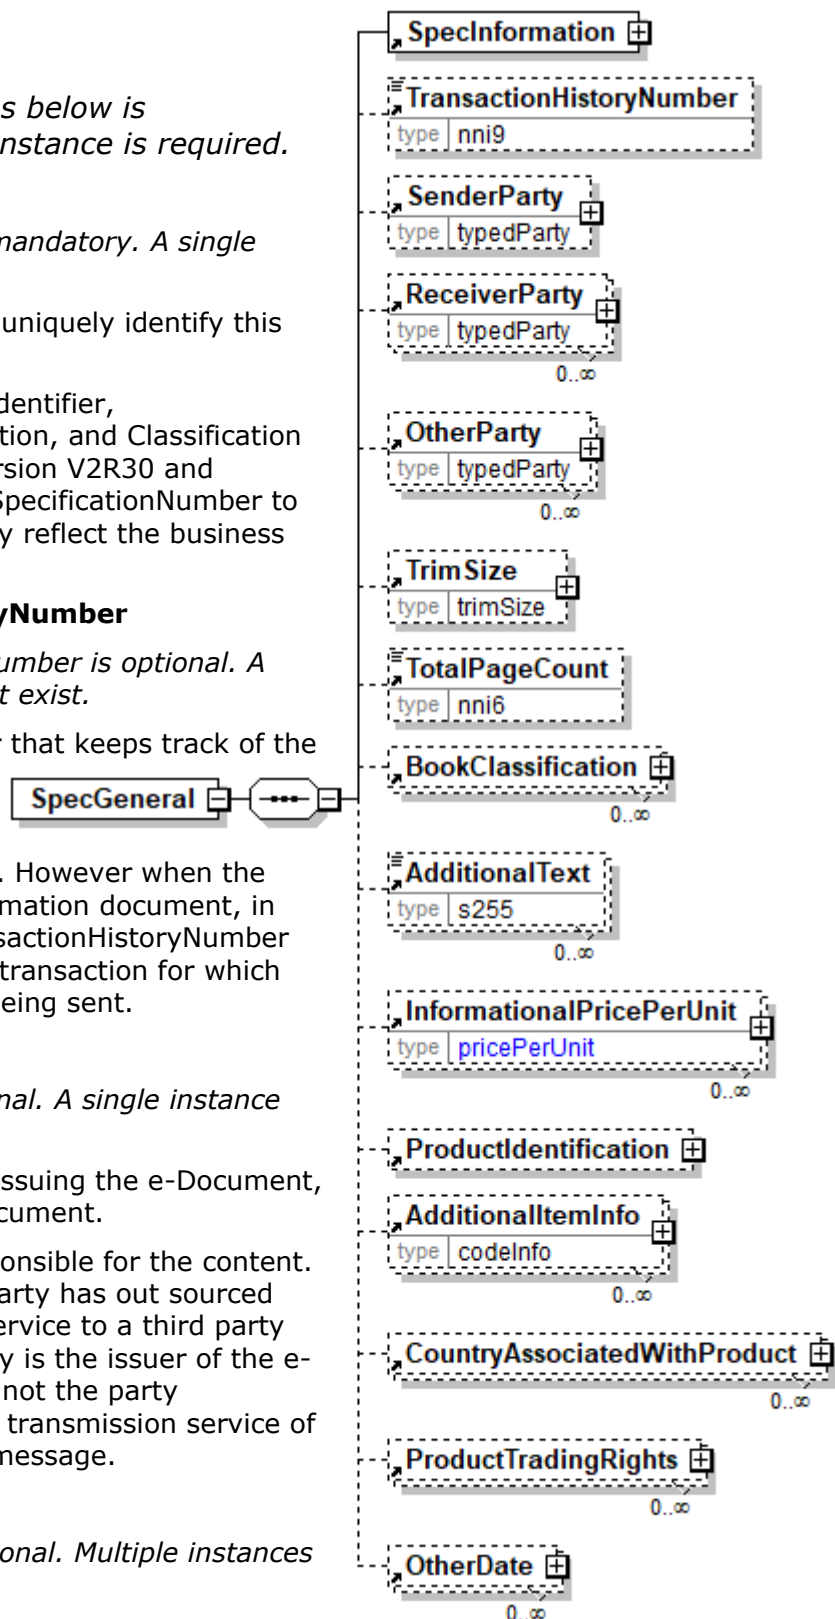 s below is
nstance is required.
mandatory. A single
uniquely identify this
dentifier,
tion, and Classification
rsion V2R30 and
SpecificationNumber to
y reflect the business
yNumber
umber is optional. A
t exist.
r that keeps track of the
. However when the
rmation document, in
sactionHistoryNumber
transaction for which
eing sent.
nal. A single instance
issuing the e-Document,
cument.
onsible for the content.
arty has out sourced
ervice to a third party
y is the issuer of the e-
not the party
transmission service of
message.
onal. Multiple instances
SpecGeneral
SpecInformation
TransactionHistoryNumber
type nni9
SenderParty
type typedParty
ReceiverParty
type typedParty
0..∞
OtherParty
type typedParty
0..∞
TrimSize
type trimSize
TotalPageCount
type nni6
BookClassification
0..∞
AdditionalText
type s255
0..∞
InformationalPricePerUnit
type pricePerUnit
0..∞
ProductIdentification
AdditionalItemInfo
type codeInfo
0..∞
CountryAssociatedWithProduct
0..∞
ProductTradingRights
0..∞
OtherDate
0..∞